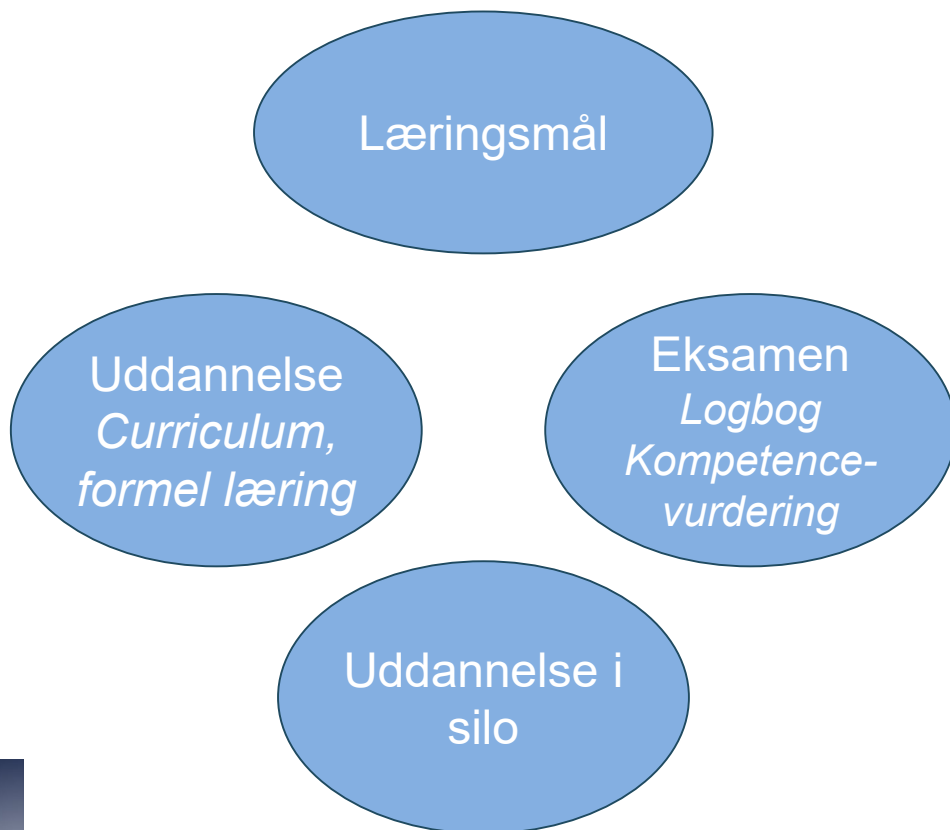 Læringsmål
Uddannelse
Curriculum,
formel læring
Eksamen
Logbog
Kompetence-
vurdering
Uddannelse i
silo